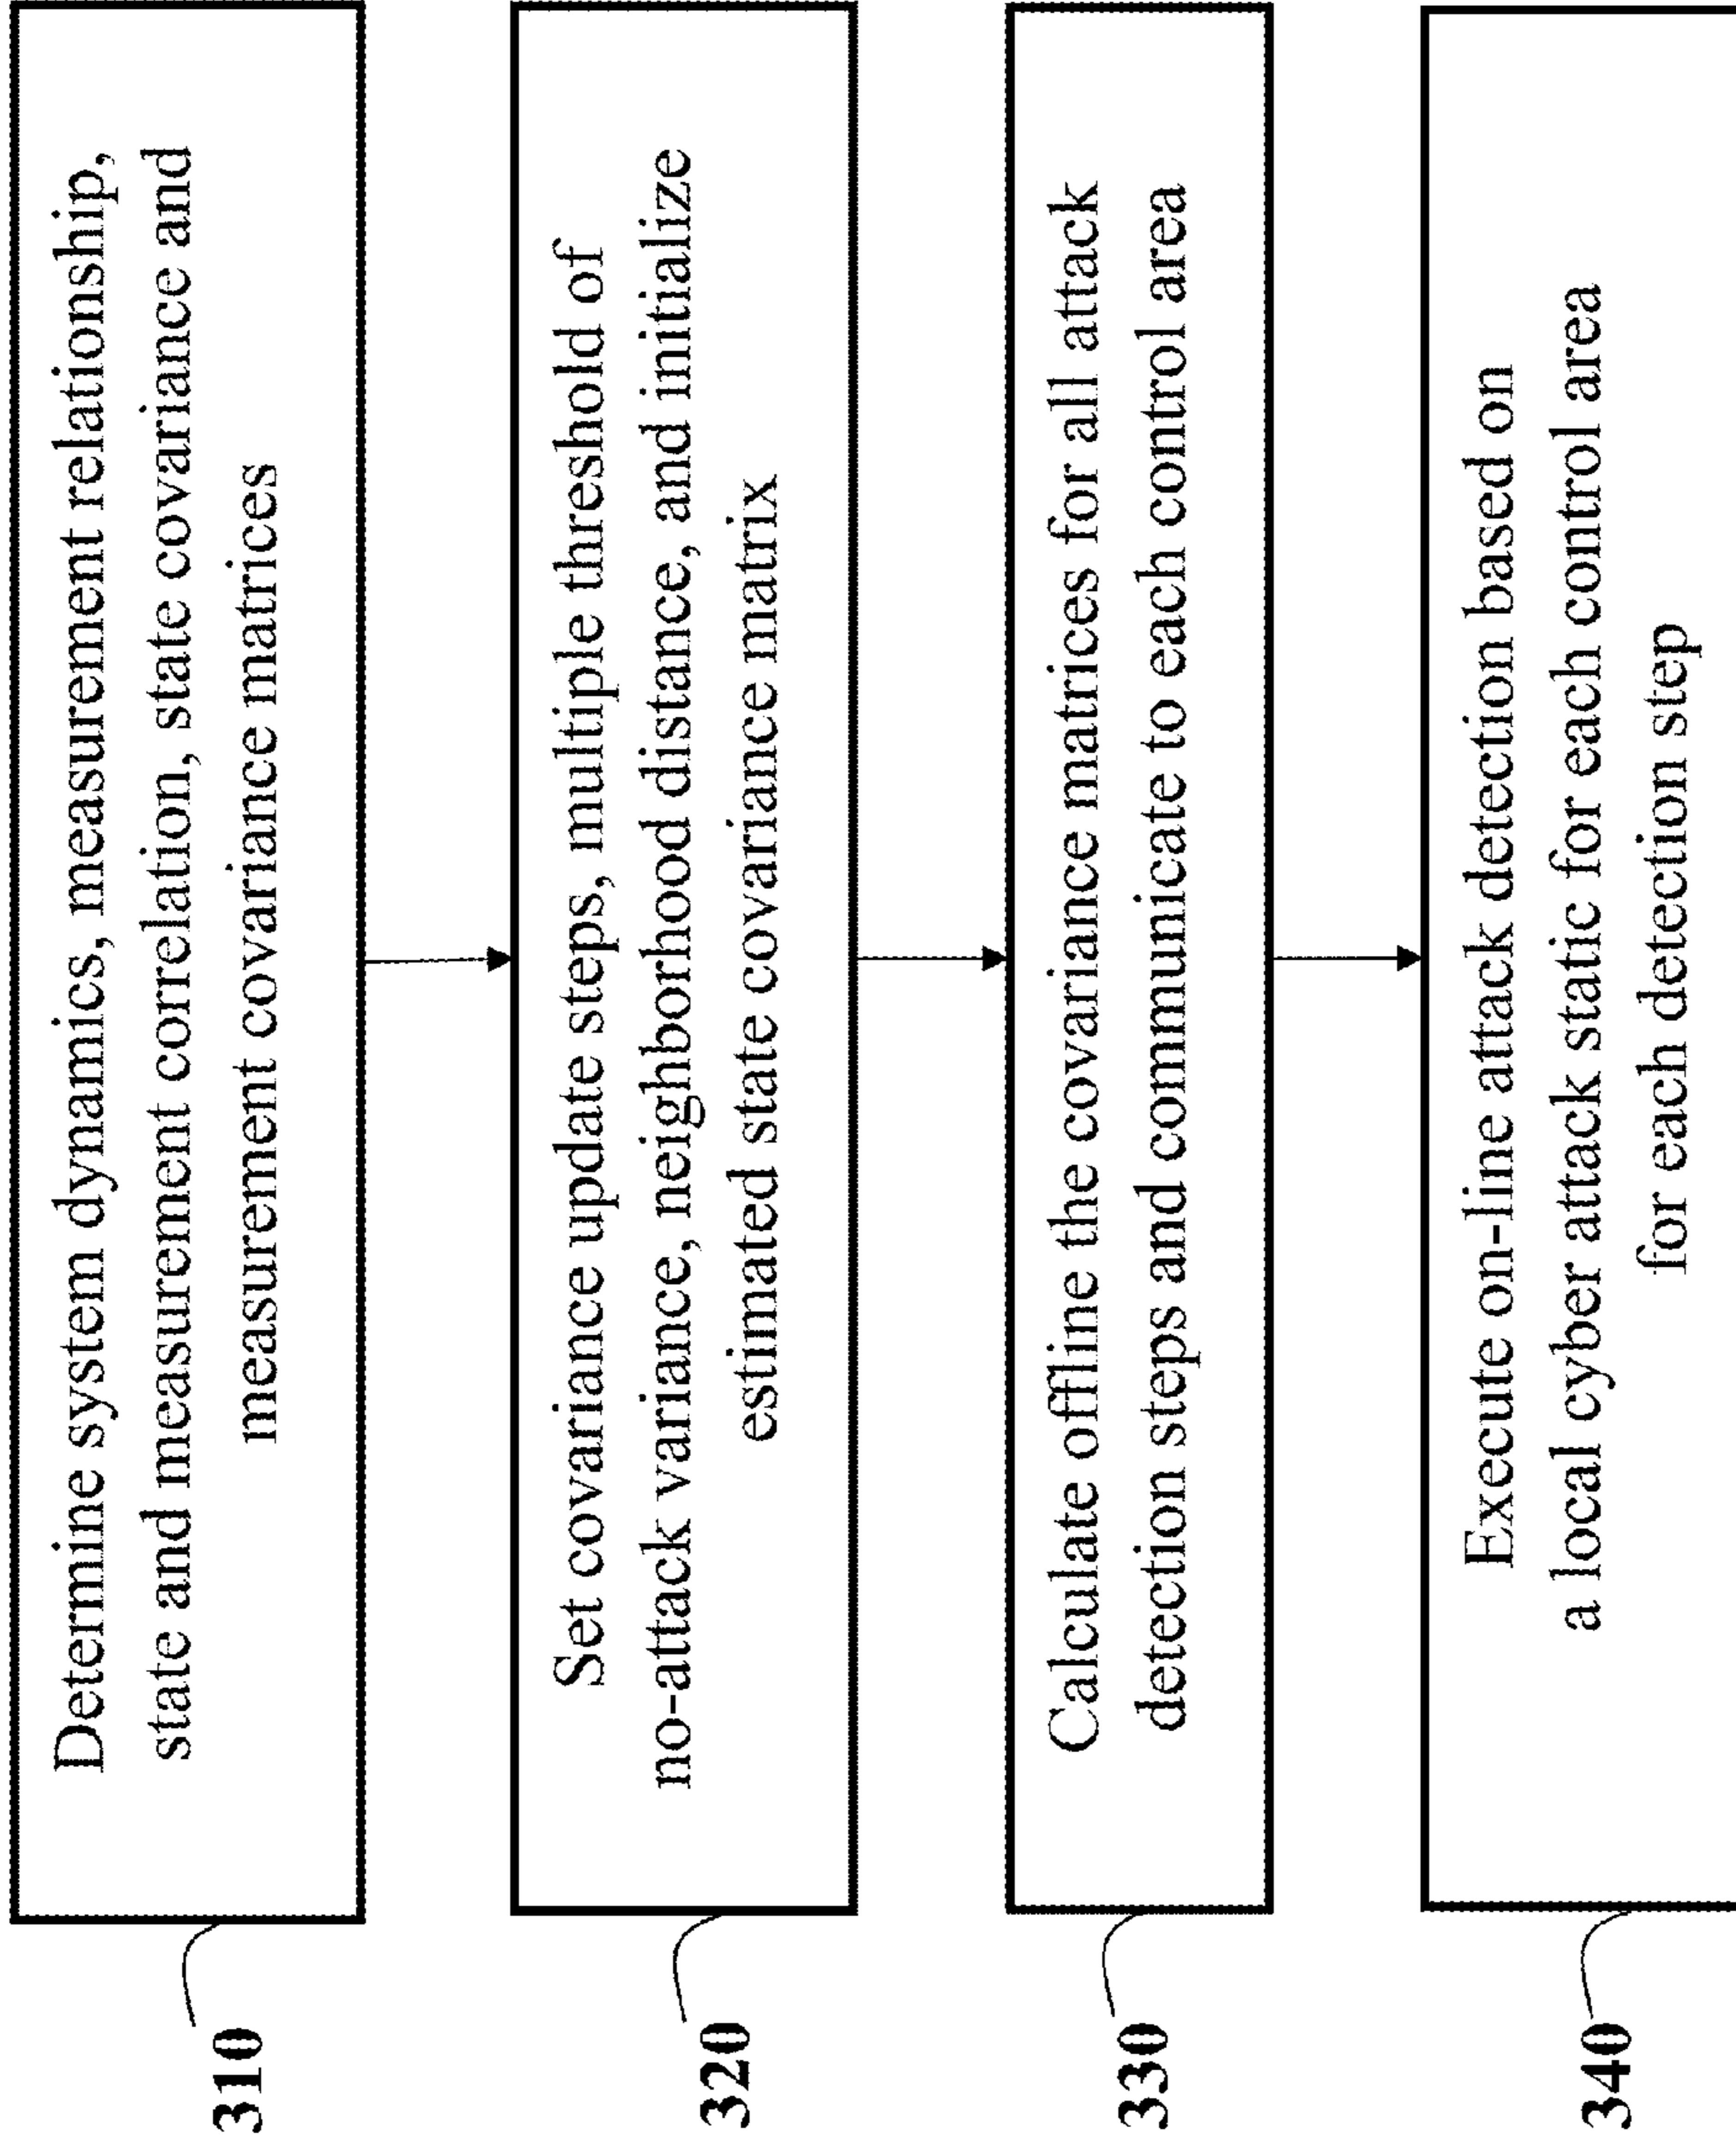 310
Determine system dynamics, measurement relationship,
state and measurement correlation, state covariance and
measurement covariance matrices
320
Set covariance update steps, multiple threshold of
no-attack variance, neighborhood distance, and initialize
estimated state covariance matrix
330
Calculate offline the covariance matrices for all attack
detection steps and communicate to each control area
340
Execute on-line attack detection based on
a local cyber attack static for each control area
for each detection step